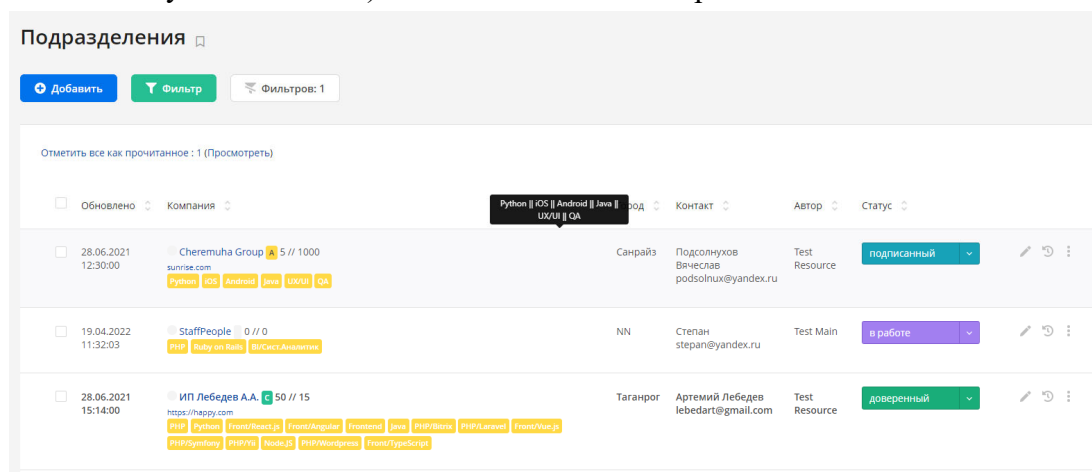 Подразделения
Добавить
Фильтр
Фильтров: 1
Отметить все как прочитанное : 1 (Просмотреть)
Обновлено Компания Контакт Автор Статус
Python || iOS || Android || Java ||
UX/UI || QA
28.06.2021
12:30:00
Cheremuha Group A 5 // 1000
sunrise.com
Python iOS Android Java UX/UI QA
Санрайз
Подсолнухов
Вячеслав
podsolnux@yandex.ru
Test
Resource
подписанный
19.04.2022
11:32:03
StaffPeople 0 // 0
PHP Ruby on Rails BI/Сист.Аналитик
NN
Степан
stepan@yandex.ru
Test Main
в работе
28.06.2021
15:14:00
ИП Лебедев А.А. C 50 // 15
https://happy.com
PHP Python Front/React.js Front/Angular Frontend Java PHP/Bitrix PHP/Laravel Front/Vue.js
PHP/Symfony PHP/Yii Node.JS PHP/Wordpress Front/TypeScript
Таганрог
Артемий Лебедев
lebedart@gmail.com
Test
Resource
доверенный